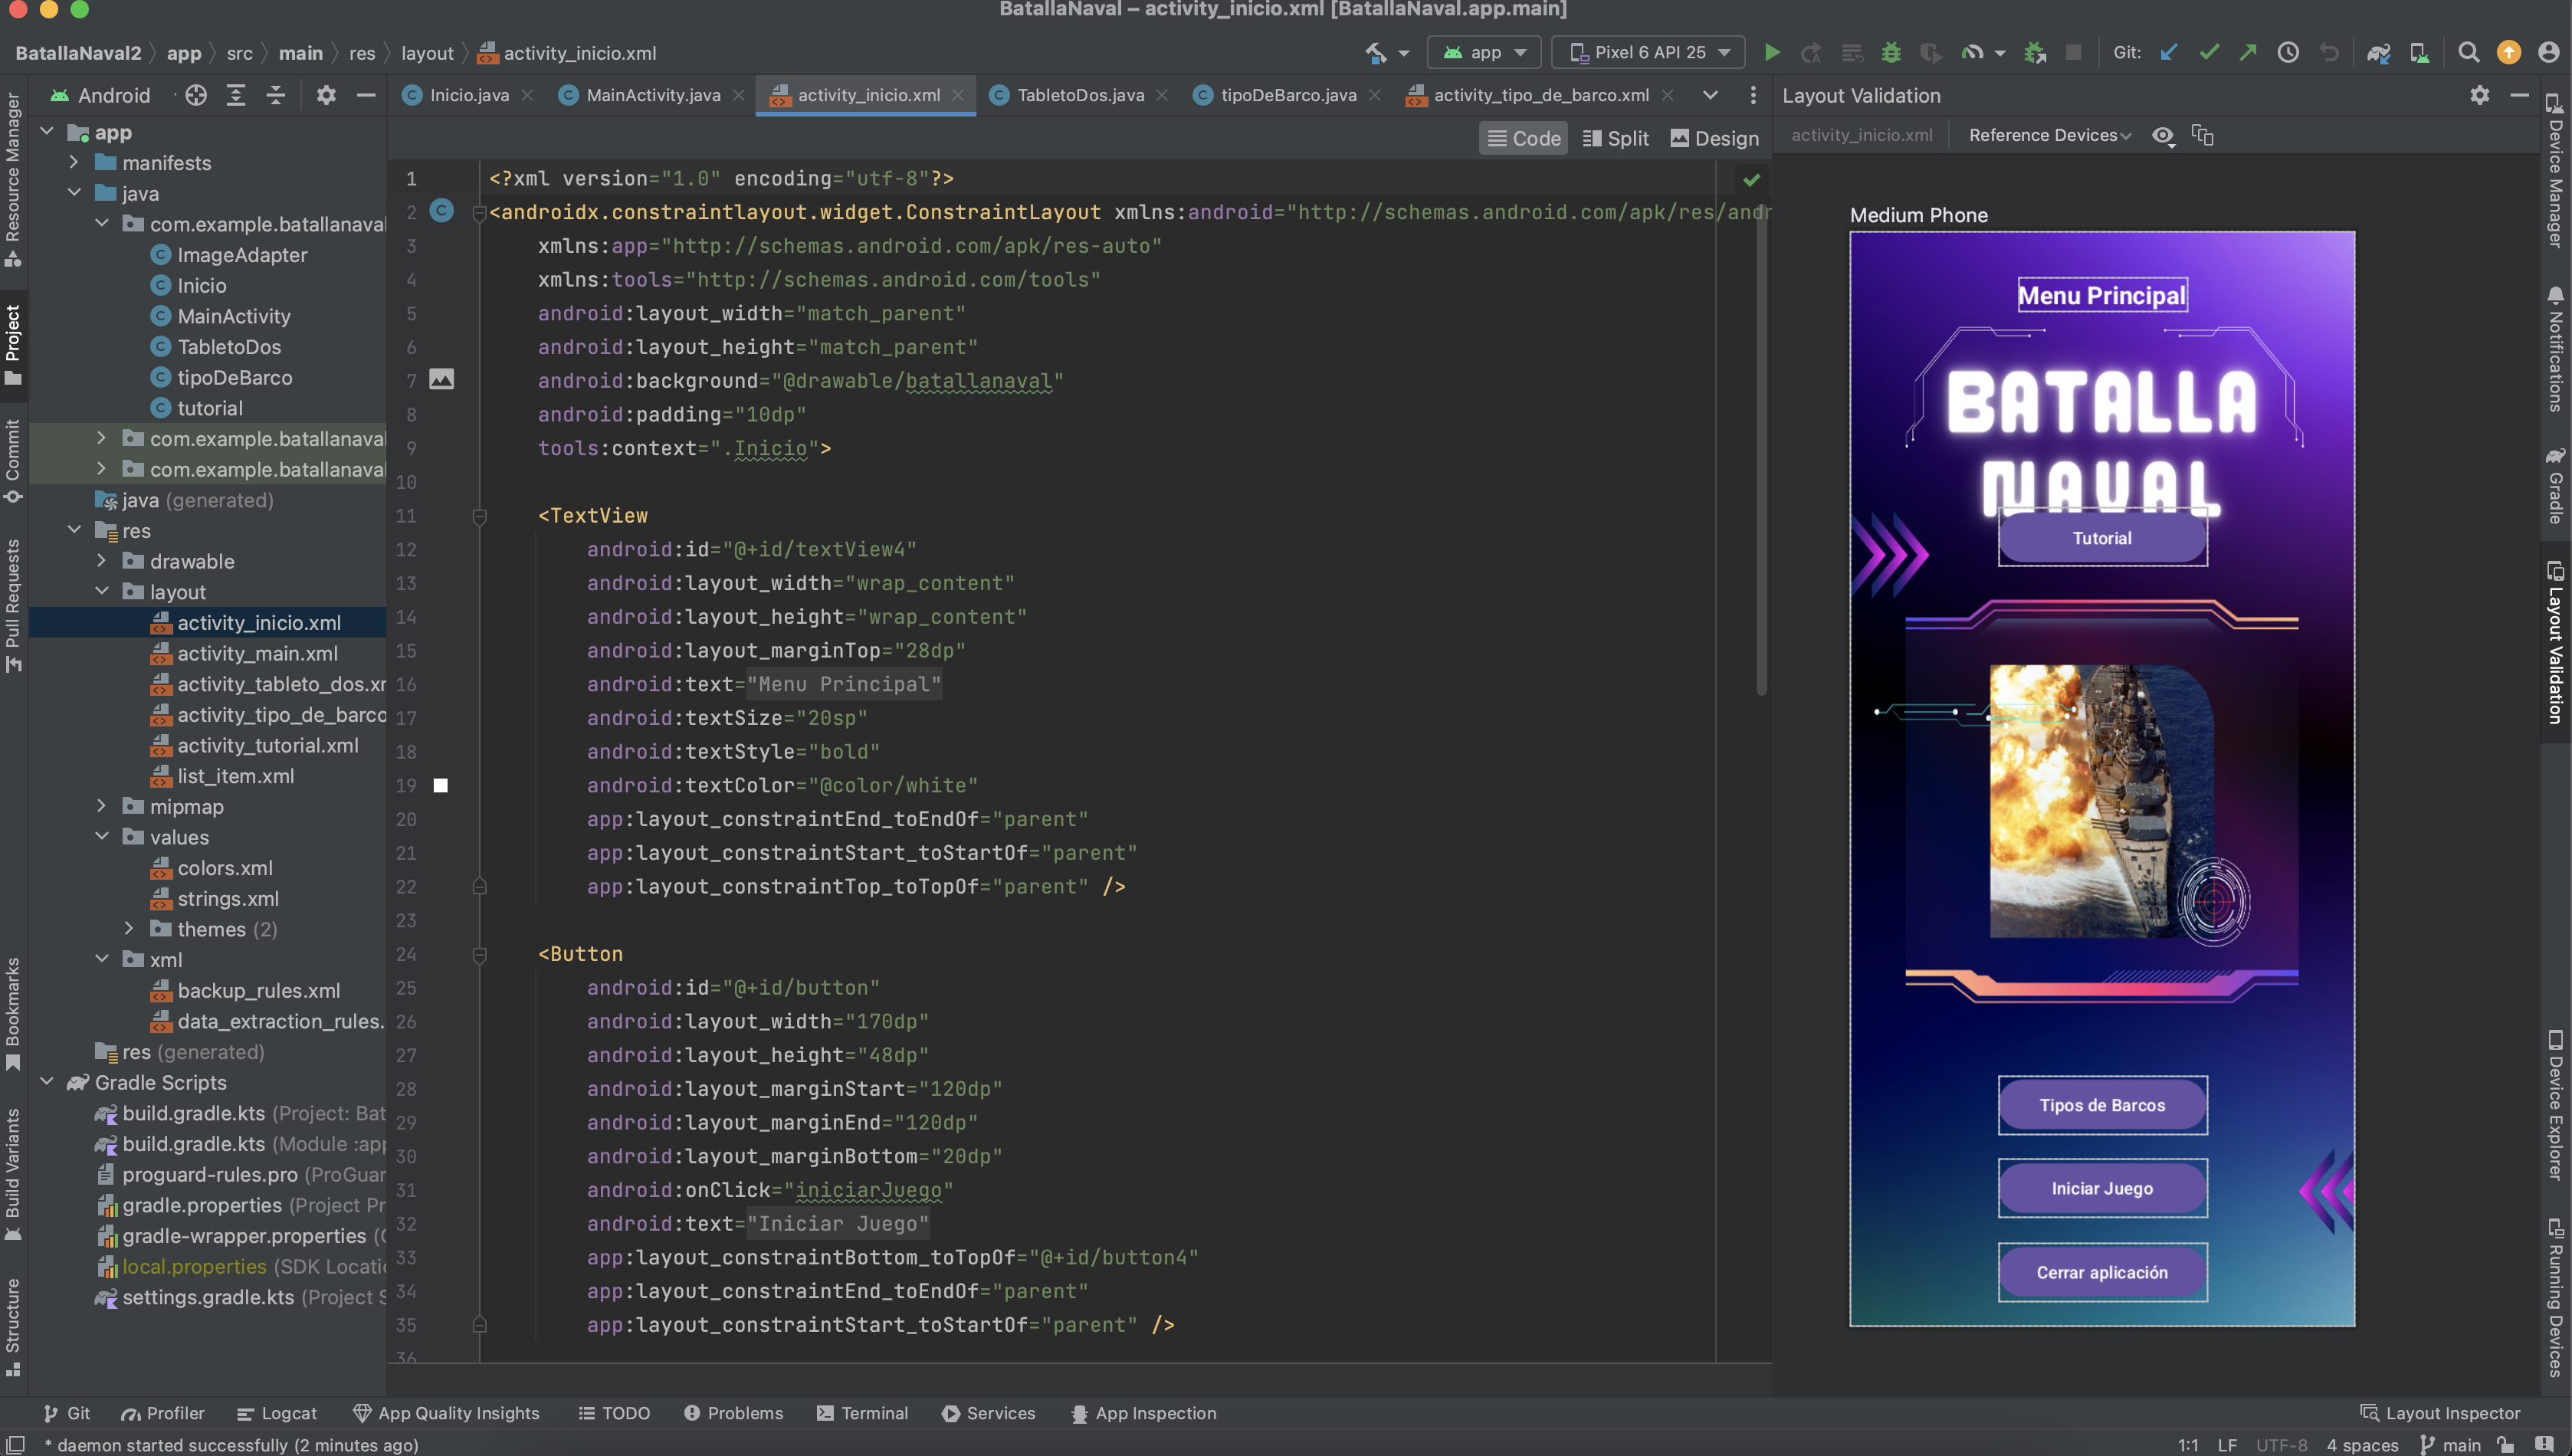 BatallaNaval – activity_inicio.xml [BatallaNaval.app.main]
BatallaNaval2 app src main res layout activity_inicio.xml
app Pixel 6 API 25 Git:
Android
Inicio.java MainActivity.java activity_inicio.xml TabletoDos.java tipoDeBarco.java activity_tipo_de_barco.xml
Layout Validation
Code Split Design
activity_inicio.xml Reference Devices
Resource Manager
Project
Commit
Pull Requests
Bookmarks
Build Variants
Structure
app
manifests
java
com.example.batallanaval
ImageAdapter
Inicio
MainActivity
TabletoDos
tipoDeBarco
tutorial
com.example.batallanaval
com.example.batallanaval
java (generated)
res
drawable
layout
activity_inicio.xml
activity_main.xml
activity_tableto_dos.xm
activity_tipo_de_barco
activity_tutorial.xml
list_item.xml
mipmap
values
colors.xml
strings.xml
themes (2)
xml
backup_rules.xml
data_extraction_rules.
res (generated)
Gradle Scripts
build.gradle.kts (Project: Bat
build.gradle.kts (Module :app
proguard-rules.pro (ProGuar
gradle.properties (Project Pr
gradle-wrapper.properties (G
local.properties (SDK Locatio
settings.gradle.kts (Project S
1 <?xml version="1.0" encoding="utf-8"?>
2 <androidx.constraintlayout.widget.ConstraintLayout xmlns:android="http://schemas.android.com/apk/res/andr
3 xmlns:app="http://schemas.android.com/apk/res-auto"
4 xmlns:tools="http://schemas.android.com/tools"
5 android:layout_width="match_parent"
6 android:layout_height="match_parent"
7 android:background="@drawable/batallanaval"
8 android:padding="10dp"
9 tools:context=".Inicio">
10
11 <TextView
12 android:id="@+id/textView4"
13 android:layout_width="wrap_content"
14 android:layout_height="wrap_content"
15 android:layout_marginTop="28dp"
16 android:text="Menu Principal"
17 android:textSize="20sp"
18 android:textStyle="bold"
19 android:textColor="@color/white"
20 app:layout_constraintEnd_toEndOf="parent"
21 app:layout_constraintStart_toStartOf="parent"
22 app:layout_constraintTop_toTopOf="parent" />
23
24 <Button
25 android:id="@+id/button"
26 android:layout_width="170dp"
27 android:layout_height="48dp"
28 android:layout_marginStart="120dp"
29 android:layout_marginEnd="120dp"
30 android:layout_marginBottom="20dp"
31 android:onClick="iniciarJuego"
32 android:text="Iniciar Juego"
33 app:layout_constraintBottom_toTopOf="@+id/button4"
34 app:layout_constraintEnd_toEndOf="parent"
35 app:layout_constraintStart_toStartOf="parent" />
36
Medium Phone
Menu Principal
BATALLA
NAVAL
Tutorial
Tipos de Barcos
Iniciar Juego
Cerrar aplicación
Device Manager
Notifications
Gradle
Layout Validation
Device Explorer
Running Devices
Git Profiler Logcat App Quality Insights TODO Problems Terminal Services App Inspection Layout Inspector
* daemon started successfully (2 minutes ago) 1:1 LF UTF-8 4 spaces main